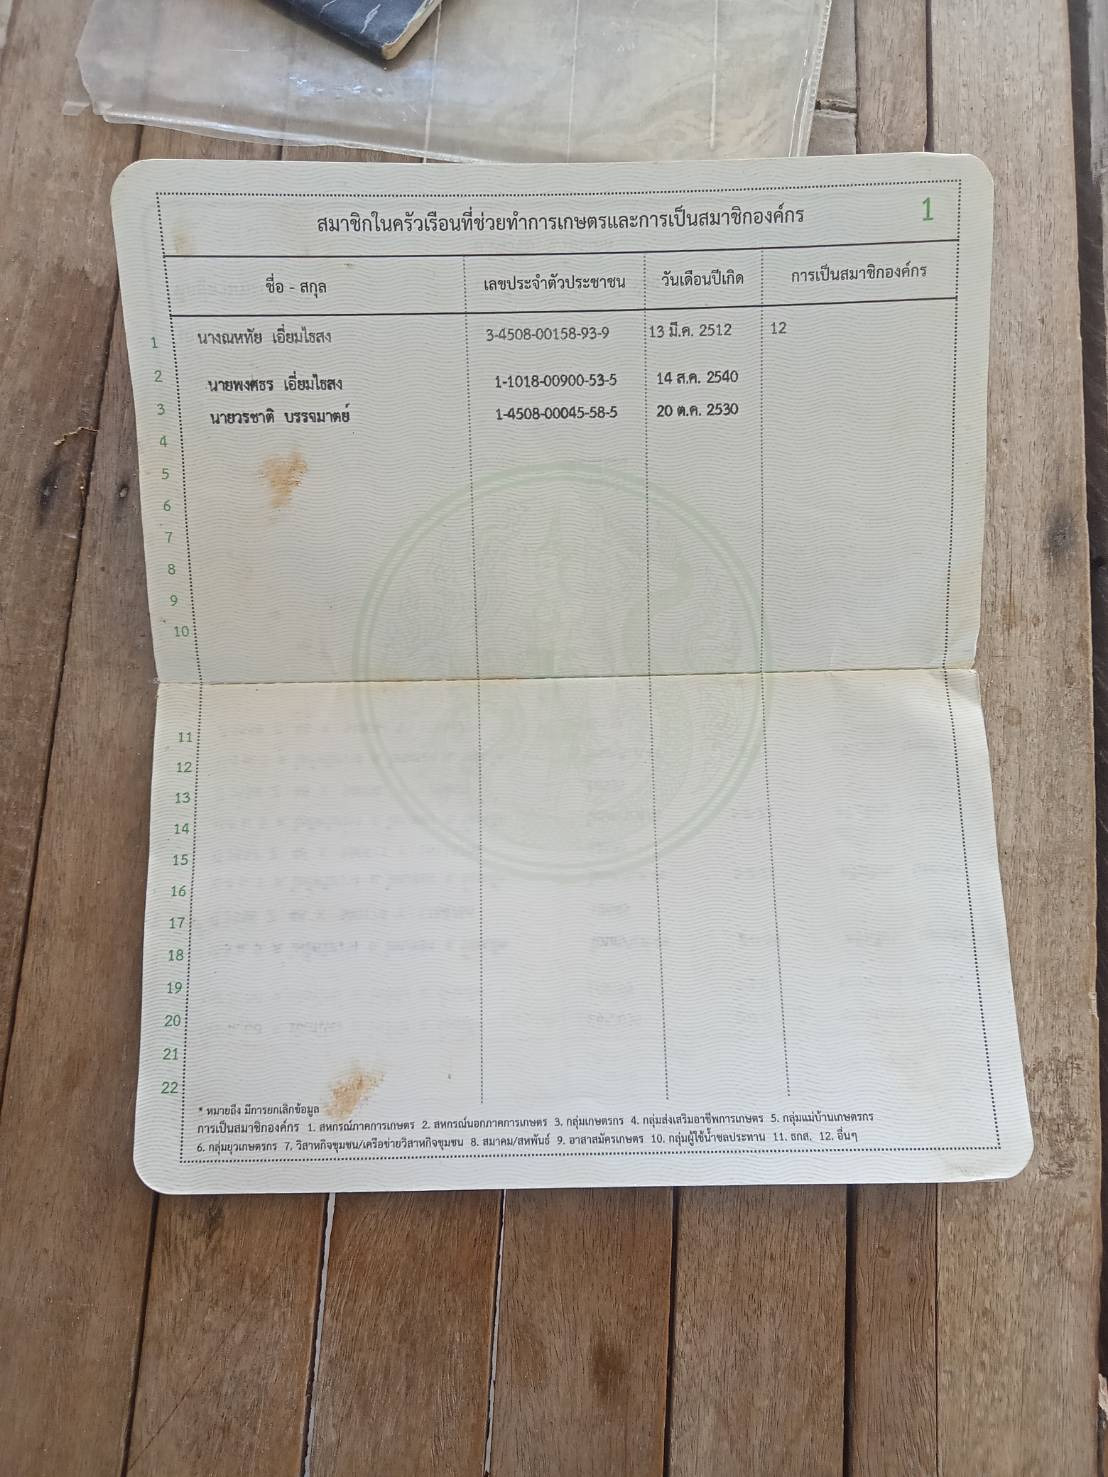 1
สมาชิกในครัวเรือนที่ช่วยทำการเกษตรและการเป็นสมาชิกองค์กร
ชื่อ - สกุล เลขประจำตัวประชาชน วันเดือนปีเกิด การเป็นสมาชิกองค์กร
1 นางณหทัย เอี่ยมไธสง 3-4508-00158-93-9 13 มี.ค. 2512 12
2 นายพงศธร เอี่ยมไธสง 1-1018-00900-53-5 14 ส.ค. 2540
3 นายวรชาติ บรรจมาตย์ 1-4508-00045-58-5 20 ต.ค. 2530
4
5
6
7
8
9
10
11
12
13
14
15
16
17
18
19
20
21
22
* หมายถึง มีการยกเลิกข้อมูล
การเป็นสมาชิกองค์กร 1. สหกรณ์ภาคการเกษตร 2. สหกรณ์นอกภาคการเกษตร 3. กลุ่มเกษตรกร 4. กลุ่มส่งเสริมอาชีพการเกษตร 5. กลุ่มแม่บ้านเกษตรกร
6. กลุ่มยุวเกษตรกร 7. วิสาหกิจชุมชน/เครือข่ายวิสาหกิจชุมชน 8. สมาคม/สหพันธ์ 9. อาสาสมัครเกษตร 10. กลุ่มผู้ใช้น้ำชลประทาน 11. ธกส. 12. อื่นๆ